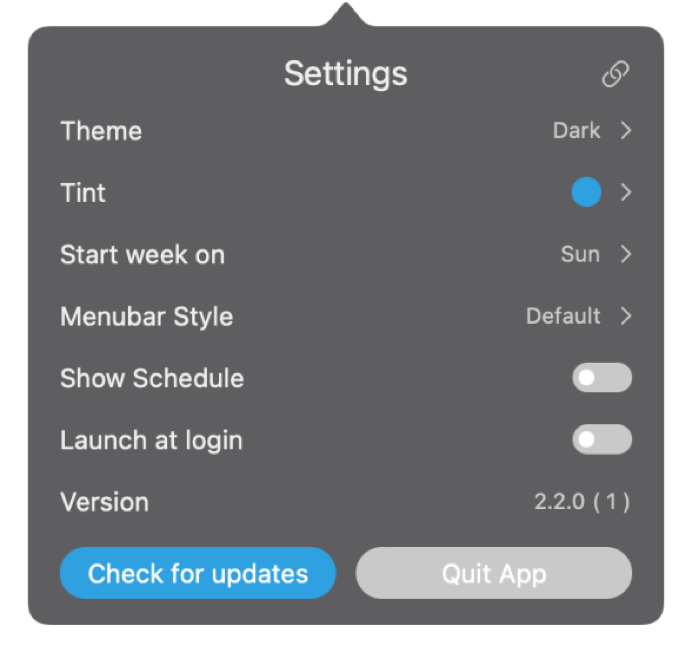 Settings
Theme Dark
Tint
Start week on Sun
Menubar Style Default
Show Schedule
Launch at login
Version 2.2.0 ( 1 )
Check for updates Quit App